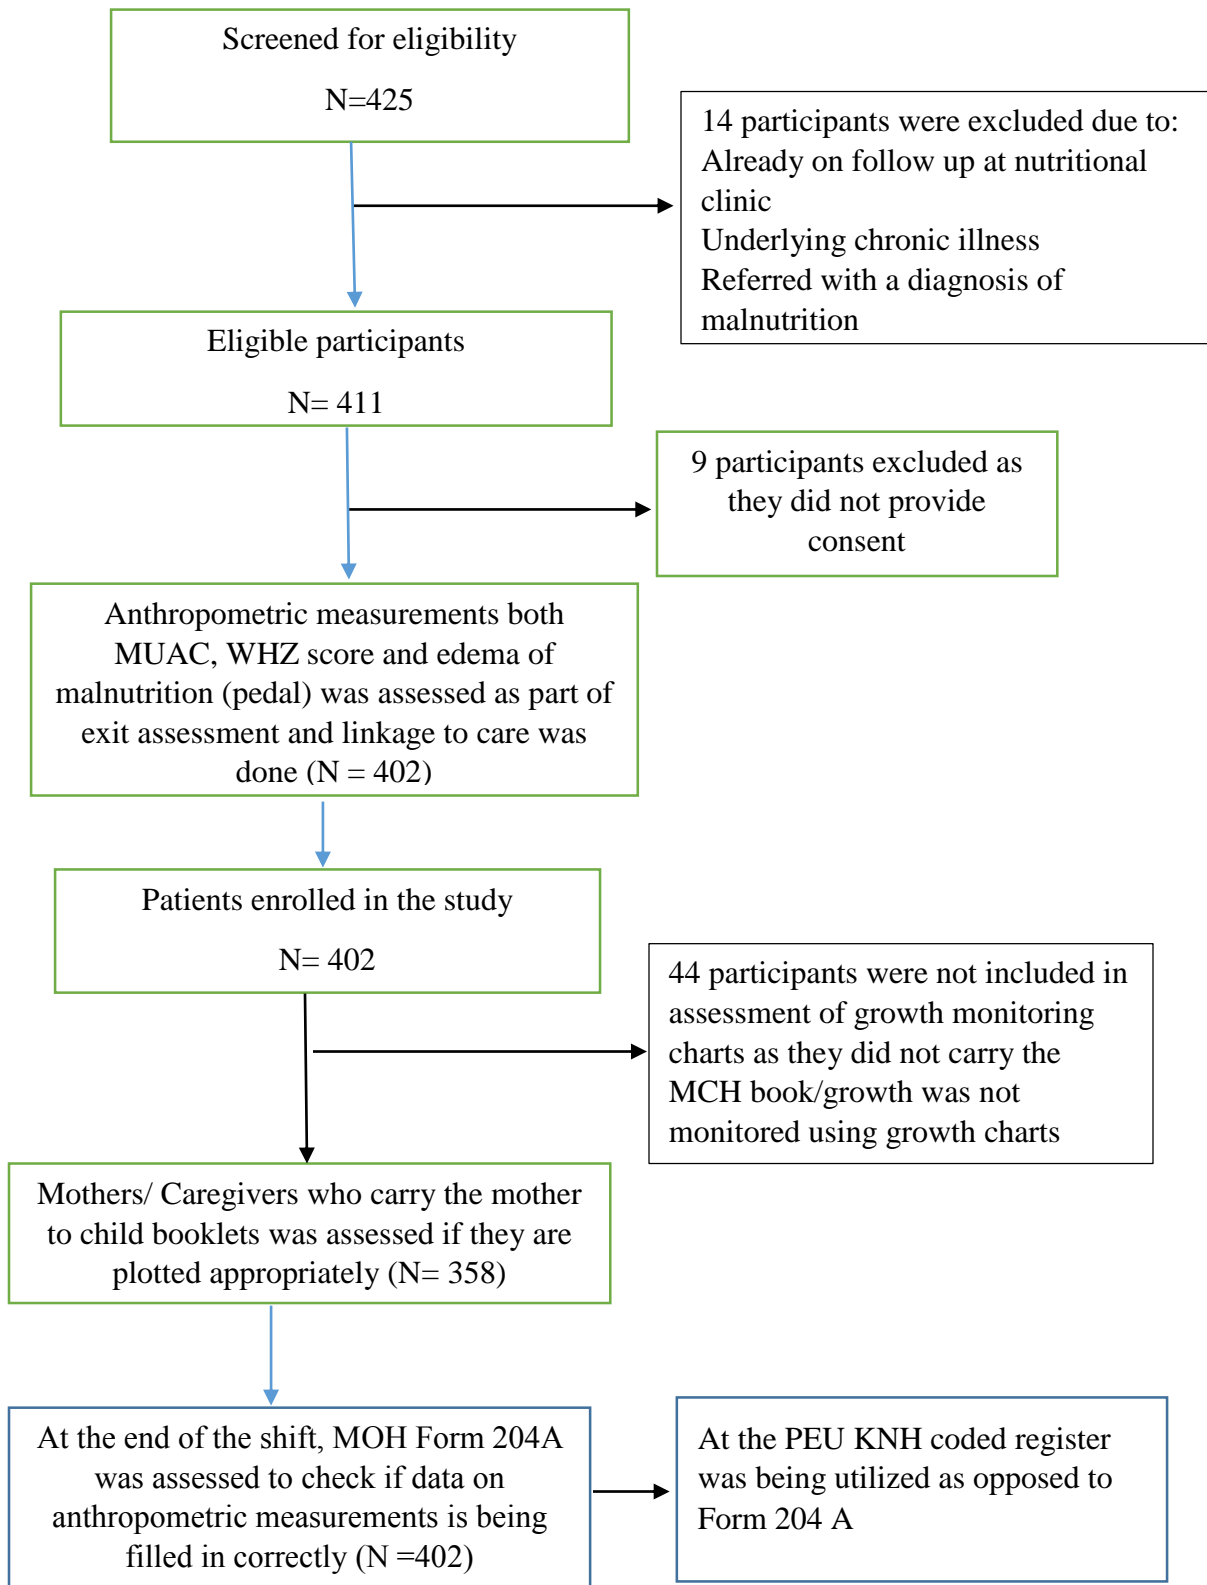 Screened for eligibility
N=425
14 participants were excluded due to:
Already on follow up at nutritional
clinic
Underlying chronic illness
Referred with a diagnosis of
malnutrition
Eligible participants
N= 411
9 participants excluded as
they did not provide
consent
Anthropometric measurements both
MUAC, WHZ score and edema of
malnutrition (pedal) was assessed as part of
exit assessment and linkage to care was
done (N = 402)
Patients enrolled in the study
N= 402
44 participants were not included in
assessment of growth monitoring
charts as they did not carry the
MCH book/growth was not
monitored using growth charts
Mothers/ Caregivers who carry the mother
to child booklets was assessed if they are
plotted appropriately (N= 358)
At the end of the shift, MOH Form 204A
was assessed to check if data on
anthropometric measurements is being
filled in correctly (N =402)
At the PEU KNH coded register
was being utilized as opposed to
Form 204 A